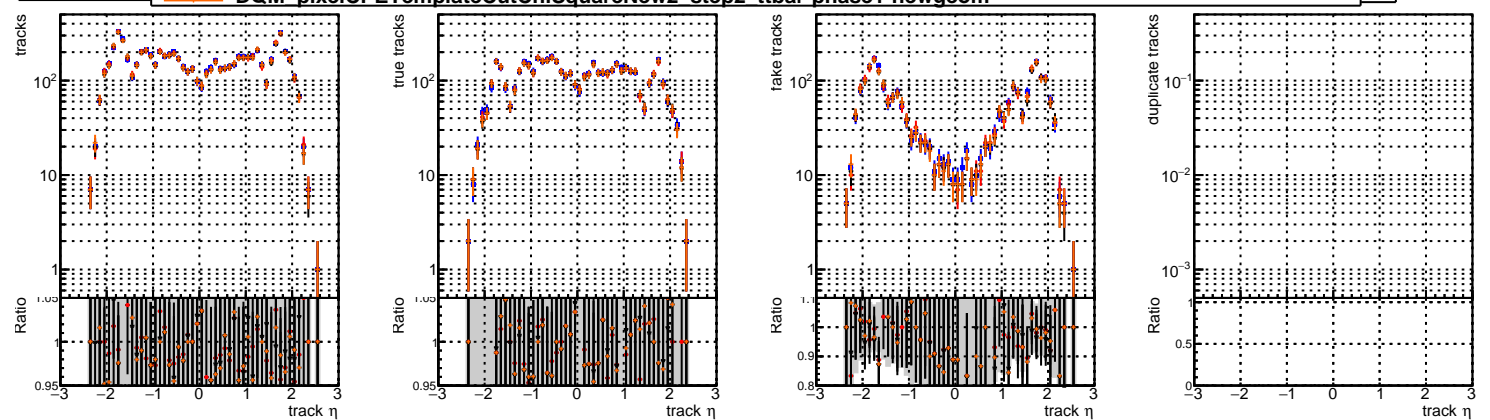 DQM_pixelCPETemplateCutChiSquareNew2_step2_ttbar_phase1_newgeom
tracks
10²
10
1
Ratio
1.05
1
0.95
−3 −2 −1 0 1 2 3
track η
true tracks
10²
10
1
Ratio
1.05
1
0.95
−3 −2 −1 0 1 2 3
track η
fake tracks
10²
10
1
Ratio
1.1
1
0.9
0.8
−3 −2 −1 0 1 2 3
track η
duplicate tracks
10⁻¹
10⁻²
10⁻³
Ratio
1
0.5
0
−3 −2 −1 0 1 2 3
track η